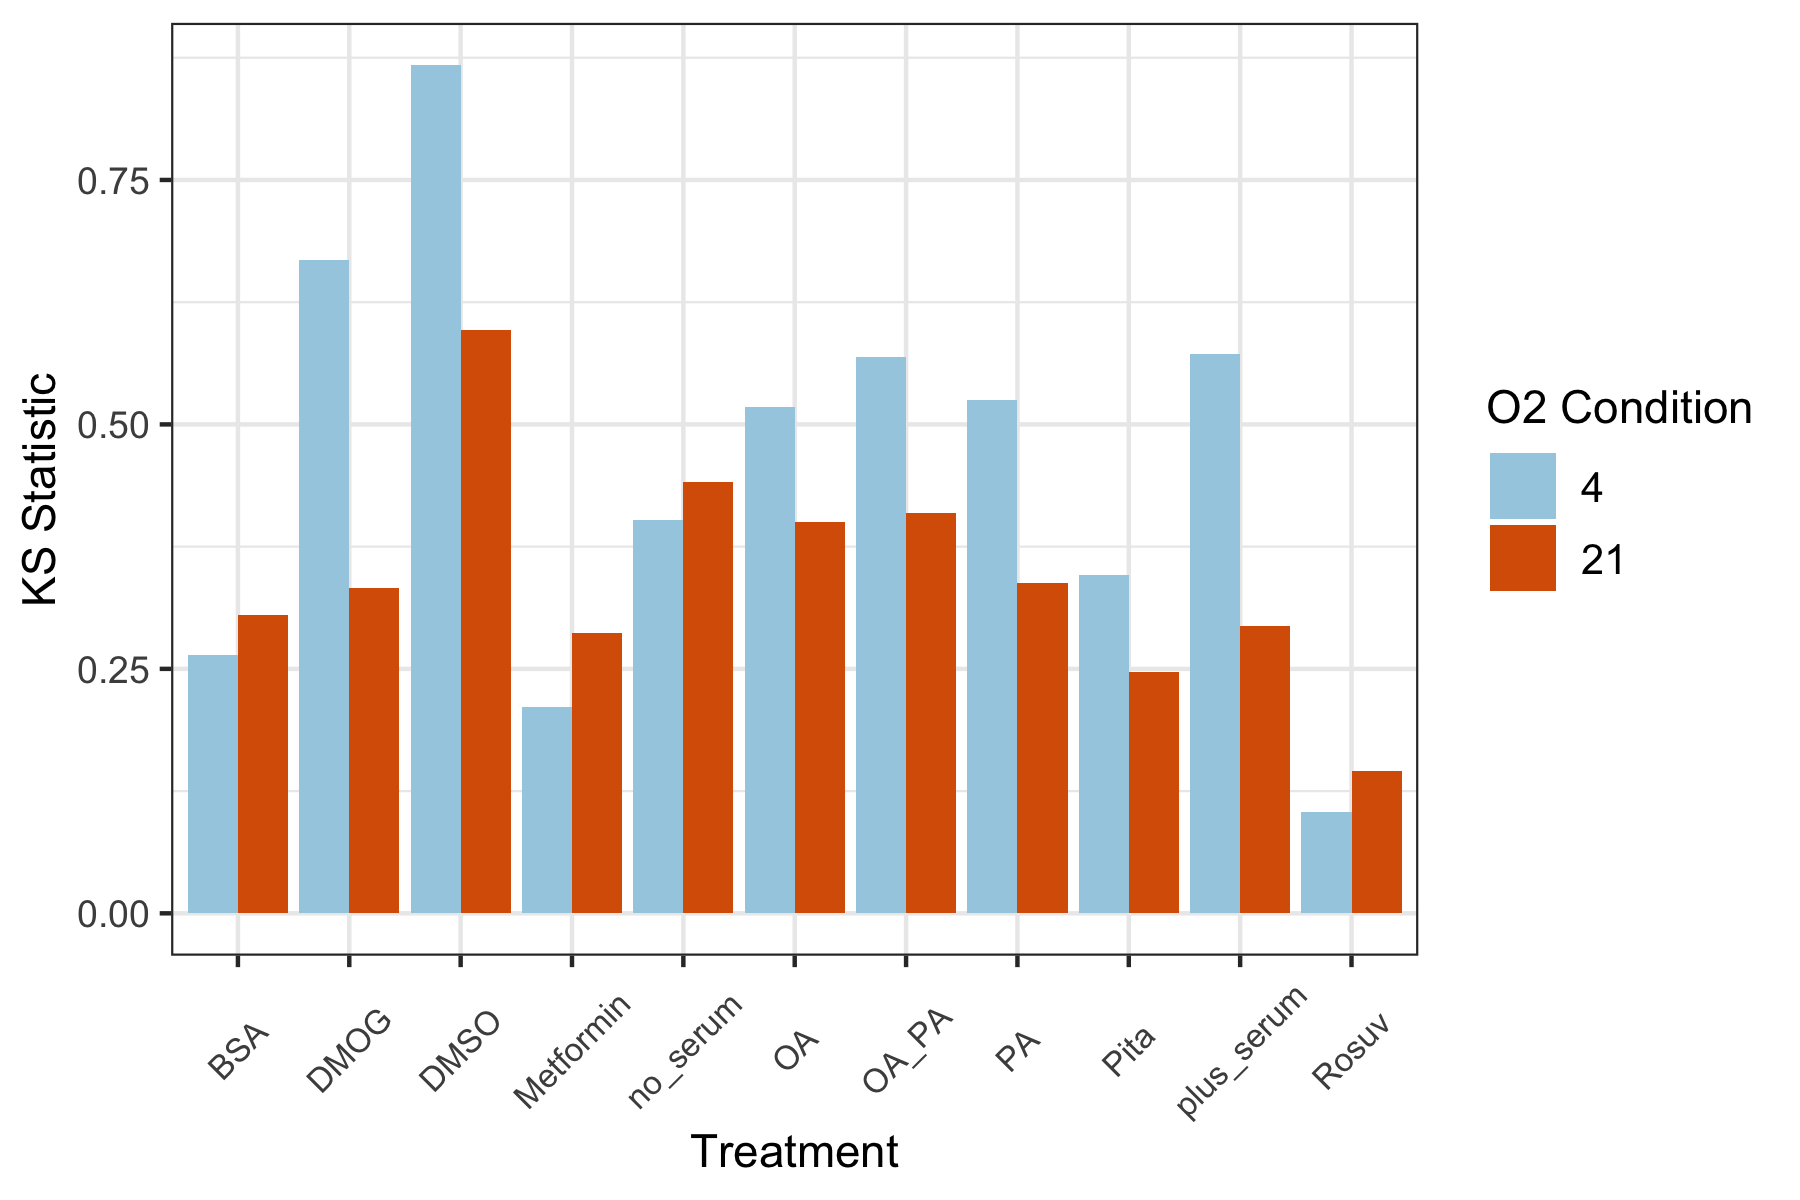 KS Statistic
0.75
0.50
0.25
0.00
BSA
DMOG
DMSO
Metformin
no_serum
OA
OA_PA
PA
Pita
plus_serum
Rosuv
Treatment
O2 Condition
4
21